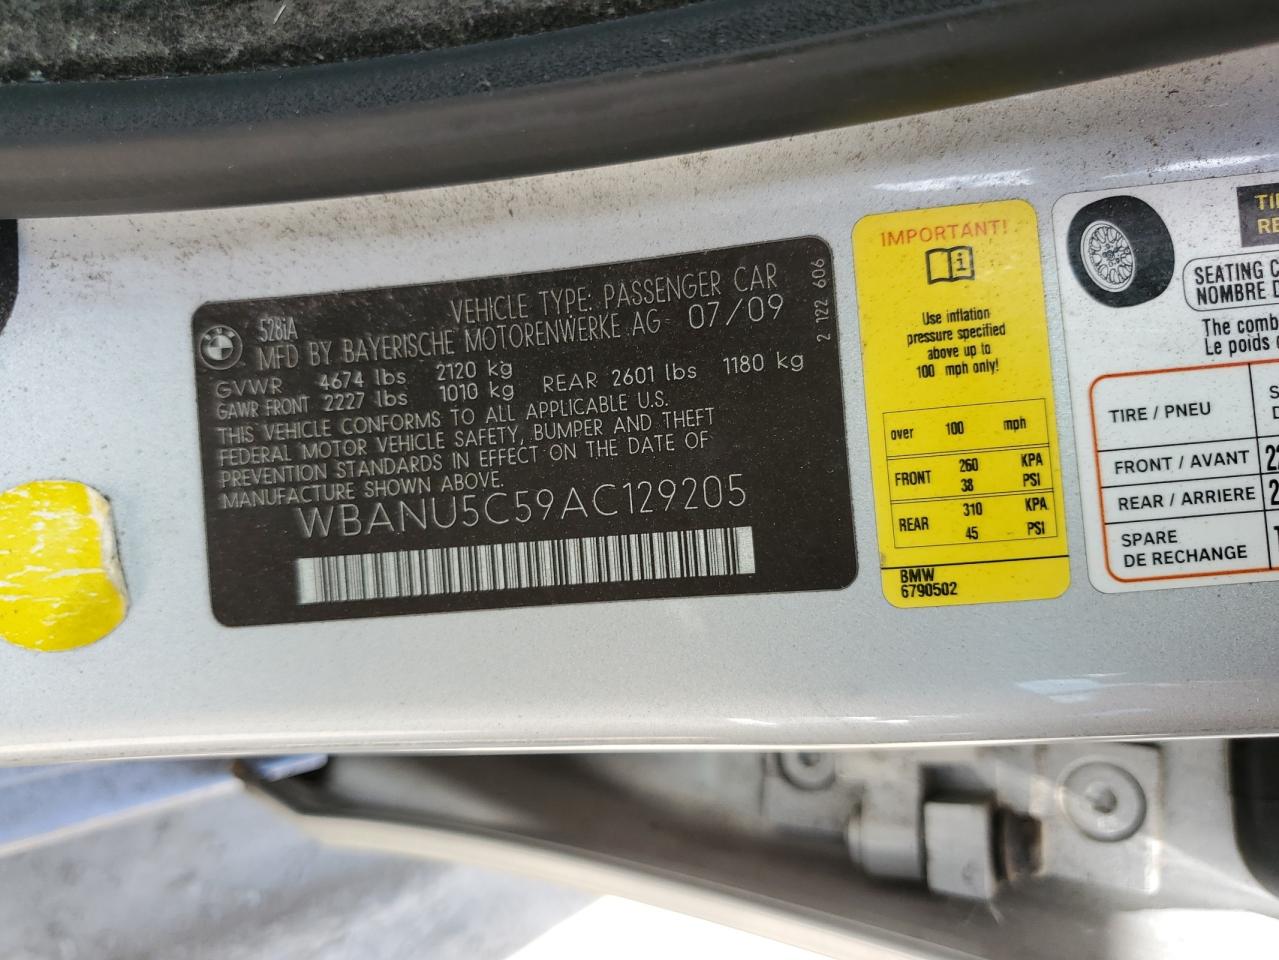 BMW
528iA
VEHICLE TYPE: PASSENGER CAR
MFD BY BAYERISCHE MOTORENWERKE AG 07/09
GVWR 4674 lbs 2120 kg
GAWR FRONT 2227 lbs 1010 kg REAR 2601 lbs 1180 kg
THIS VEHICLE CONFORMS TO ALL APPLICABLE U.S.
FEDERAL MOTOR VEHICLE SAFETY, BUMPER AND THEFT
PREVENTION STANDARDS IN EFFECT ON THE DATE OF
MANUFACTURE SHOWN ABOVE.
WBANU5C59AC129205
2 122 606
IMPORTANT!
i
Use inflation
pressure specified
above up to
100 mph only!
over 100 mph
FRONT 260 KPA
38 PSI
REAR 310 KPA
45 PSI
BMW
6790502
TI
RE
SEATING C
NOMBRE D
The comb
Le poids
TIRE / PNEU
FRONT / AVANT
REAR / ARRIERE
SPARE
DE RECHANGE